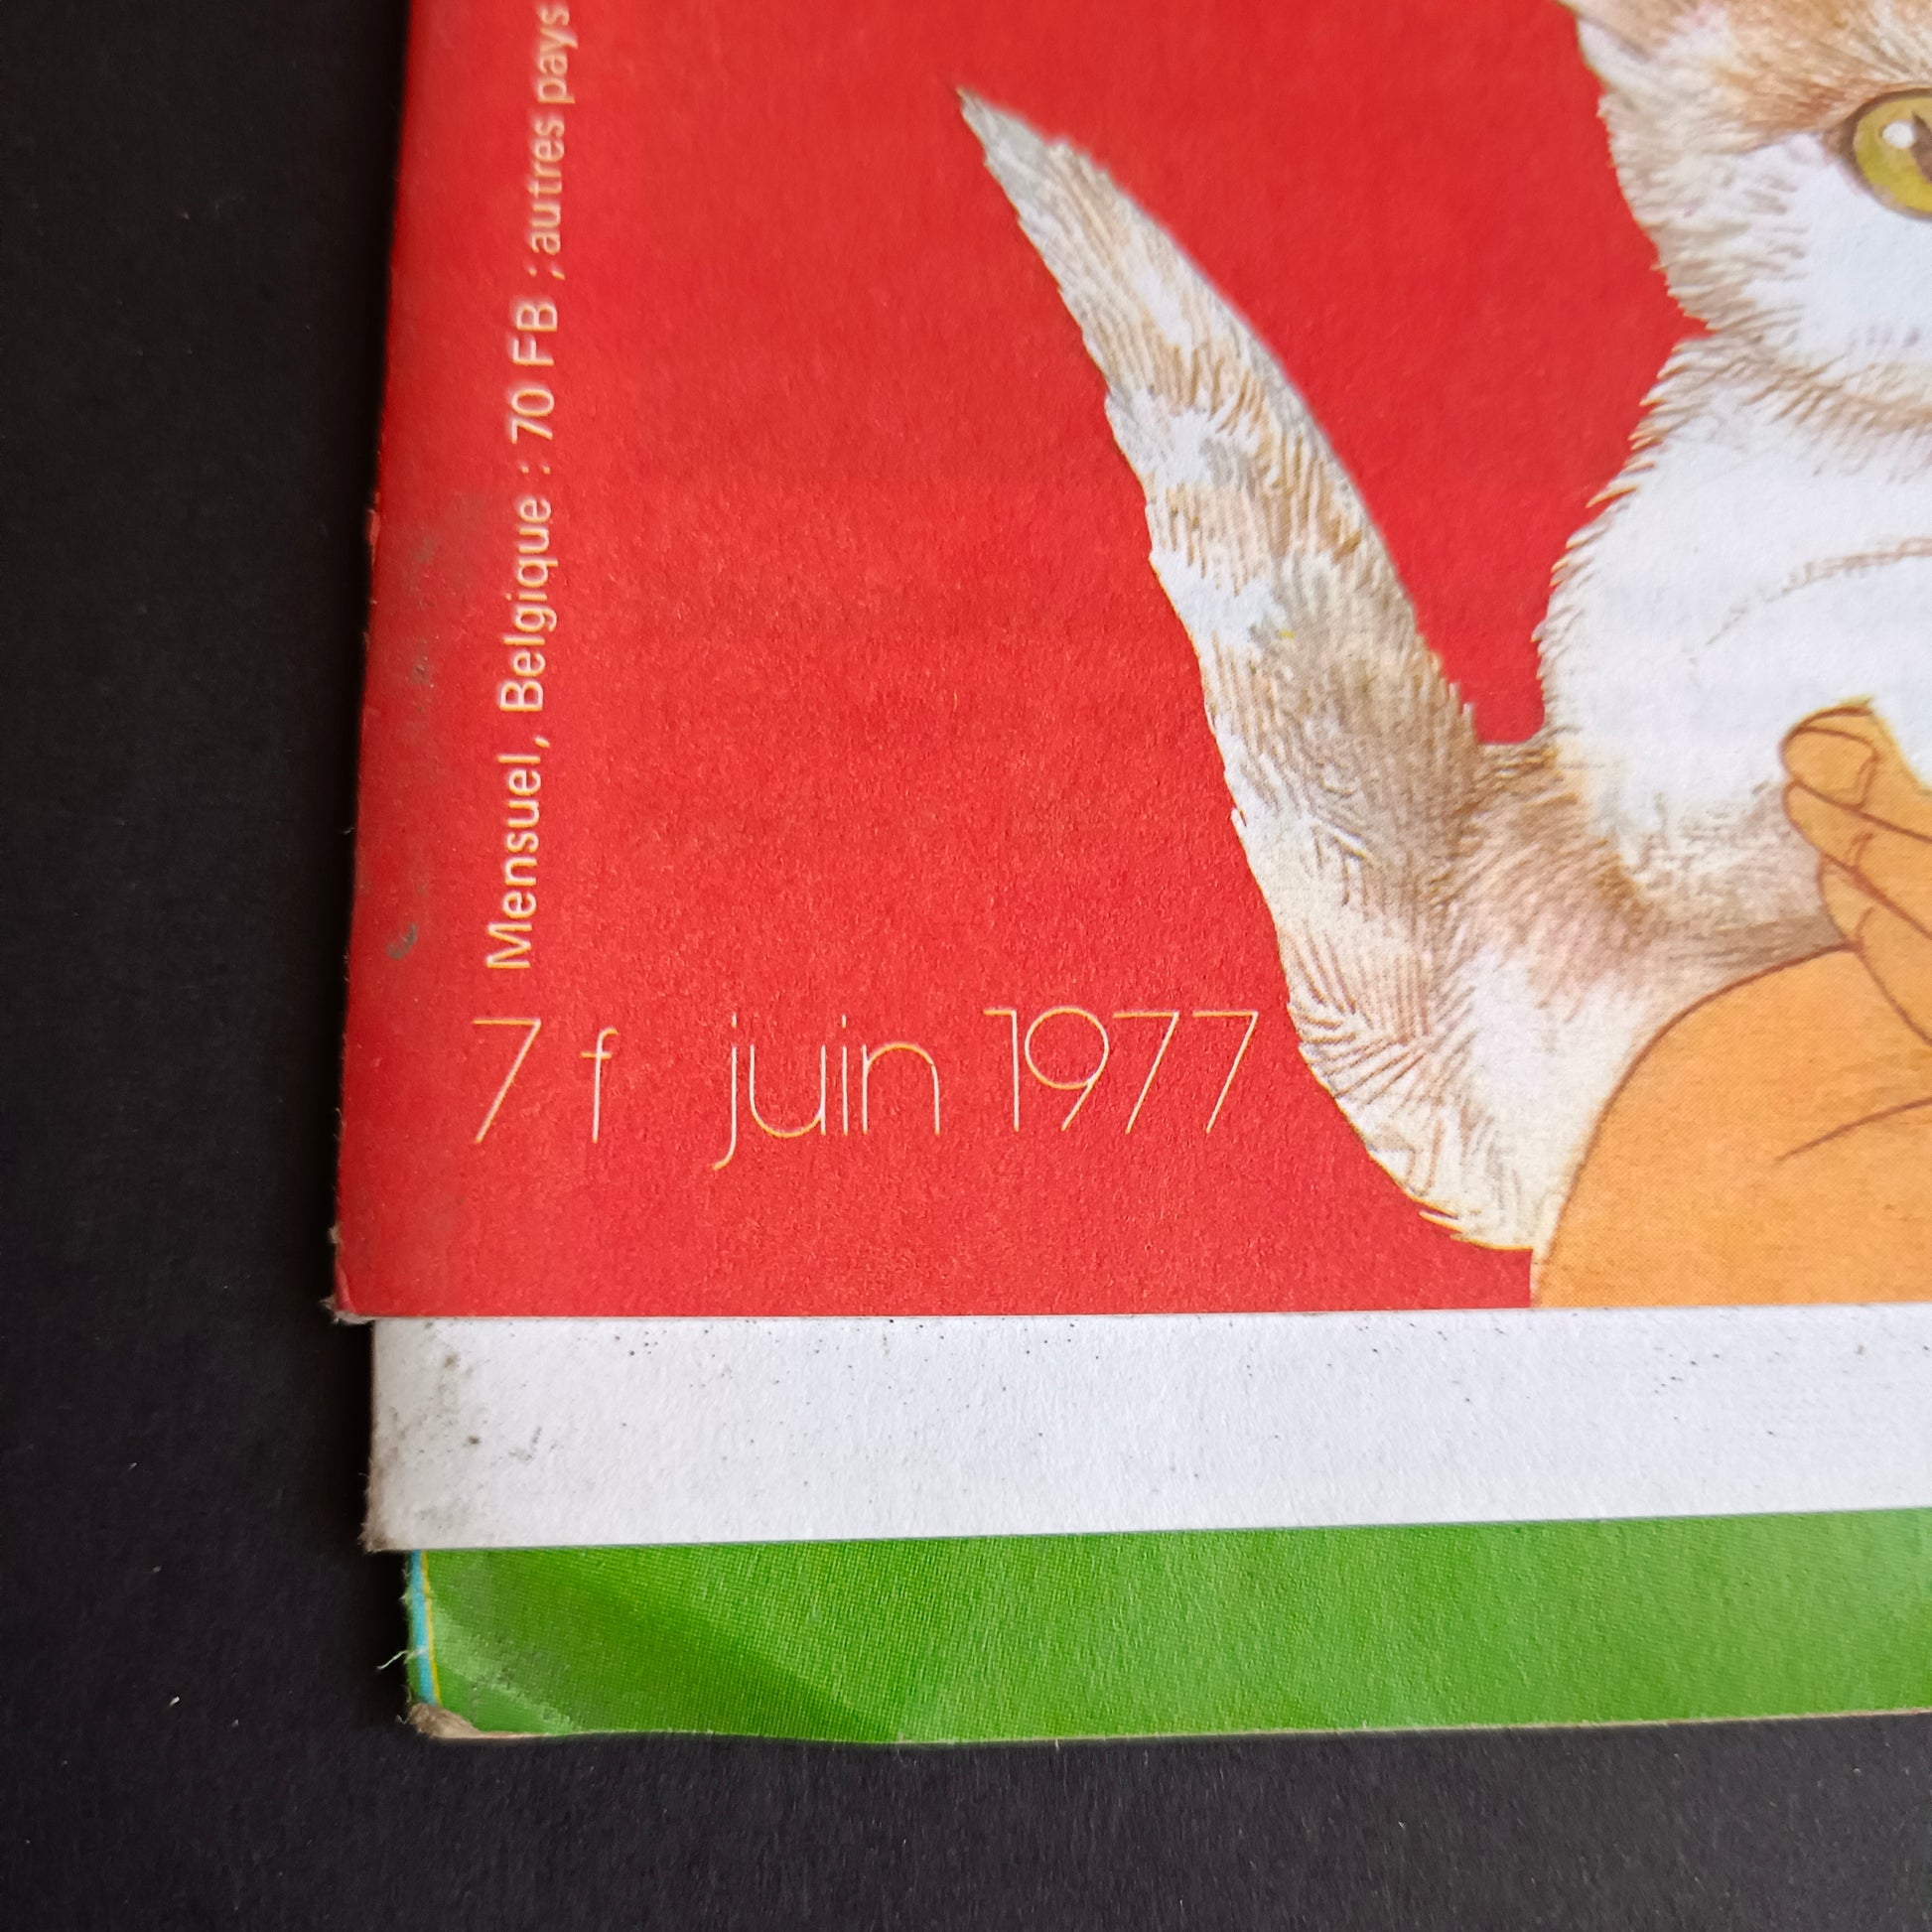 Mensuel, Belgique : 70 FB ; autres pays
7 f juin 1977